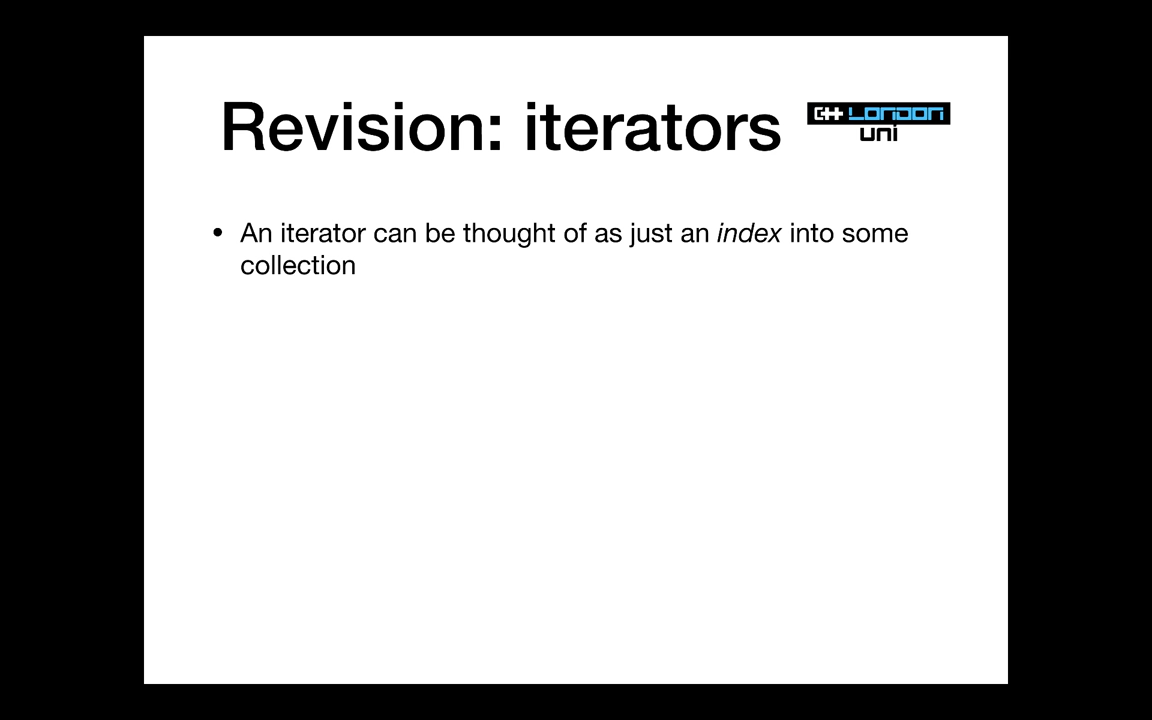 Revision: iterators
C++ LONDON
uni
• An iterator can be thought of as just an index into some
collection